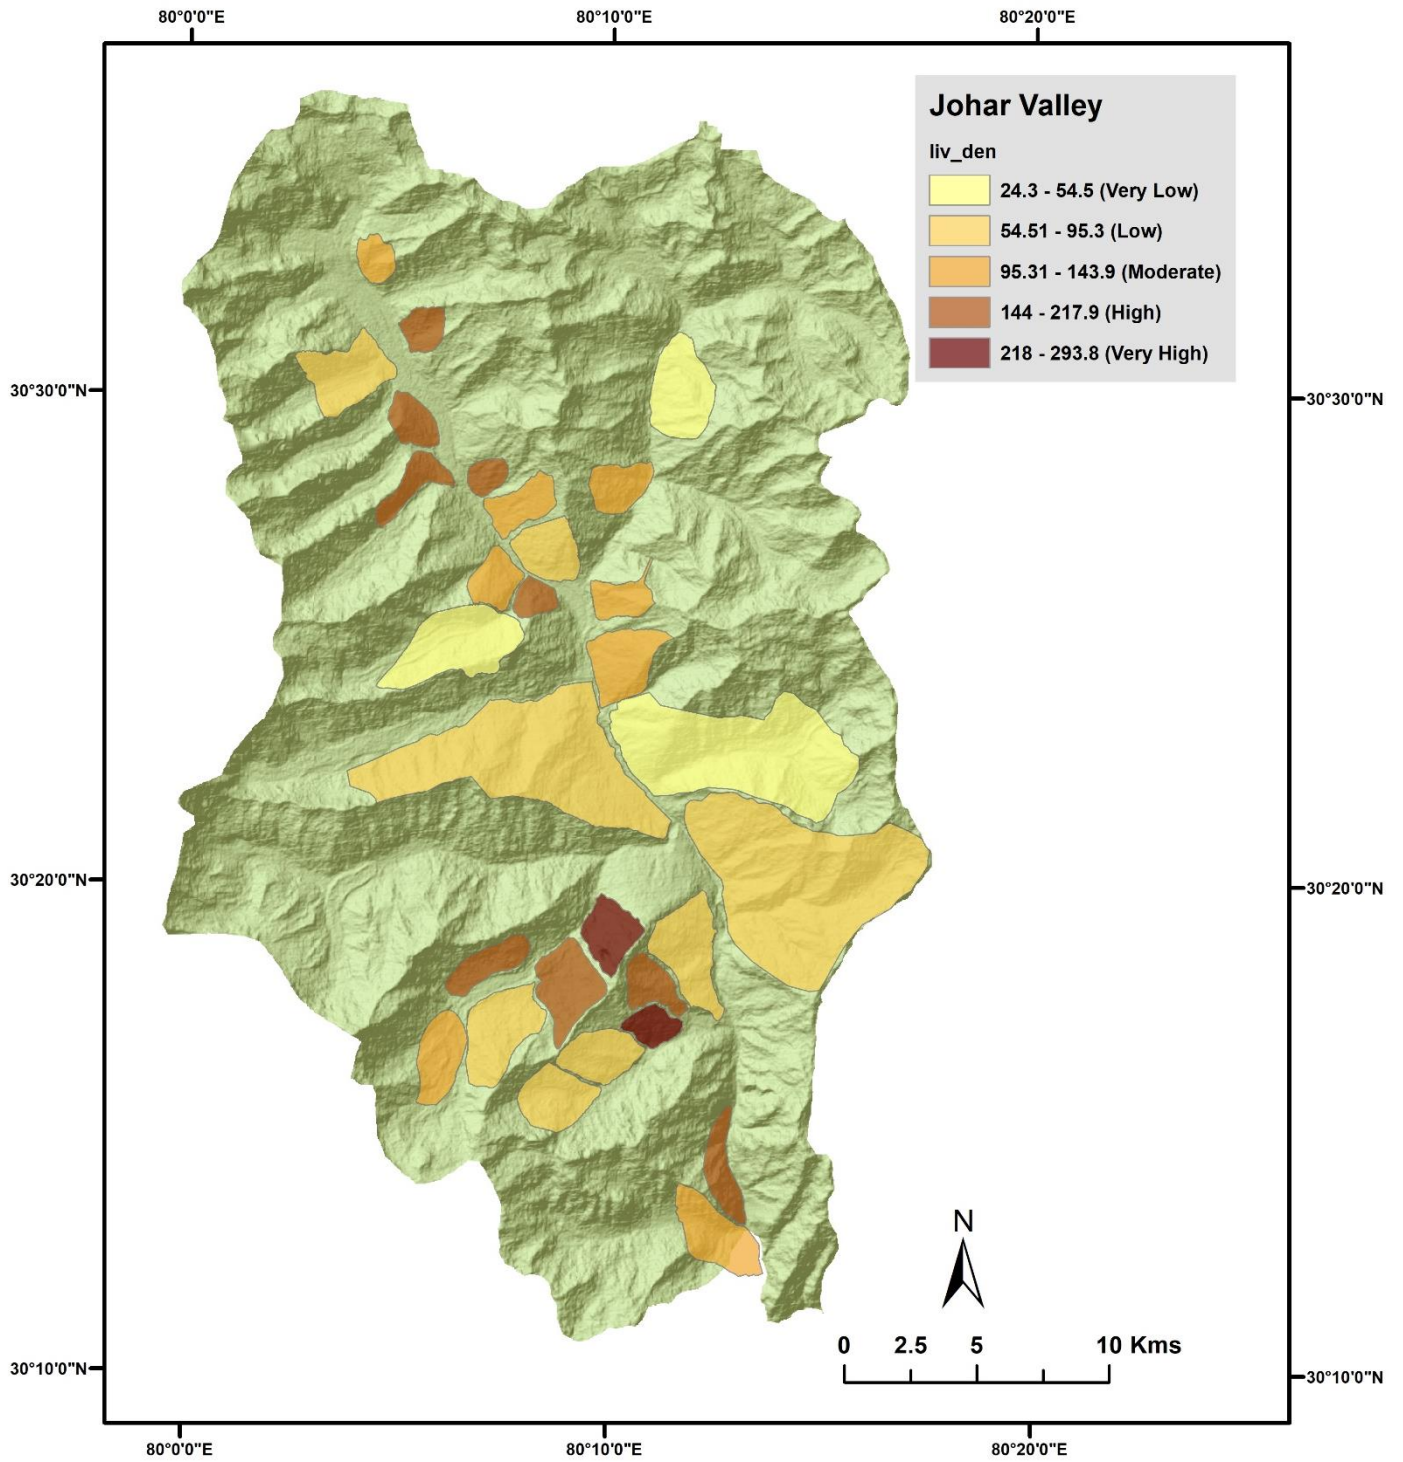 80°0'0"E 80°10'0"E 80°20'0"E
Johar Valley
liv_den
24.3 - 54.5 (Very Low)
54.51 - 95.3 (Low)
95.31 - 143.9 (Moderate)
144 - 217.9 (High)
218 - 293.8 (Very High)
30°30'0"N 30°30'0"N
30°20'0"N 30°20'0"N
N
0 2.5 5 10 Kms
30°10'0"N 30°10'0"N
80°0'0"E 80°10'0"E 80°20'0"E